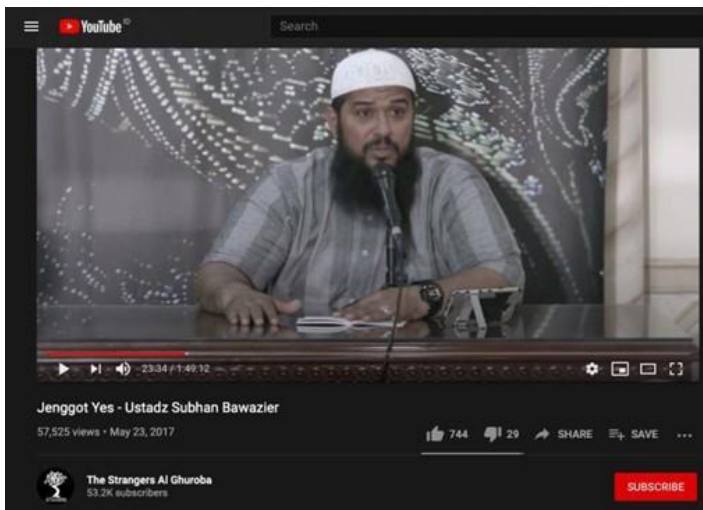 YouTube ID
Search
23:34 / 1:49:12
Jenggot Yes - Ustadz Subhan Bawazier
57,525 views • May 23, 2017
744 29 SHARE SAVE
The Strangers Al Ghuroba
53.2K subscribers
SUBSCRIBE